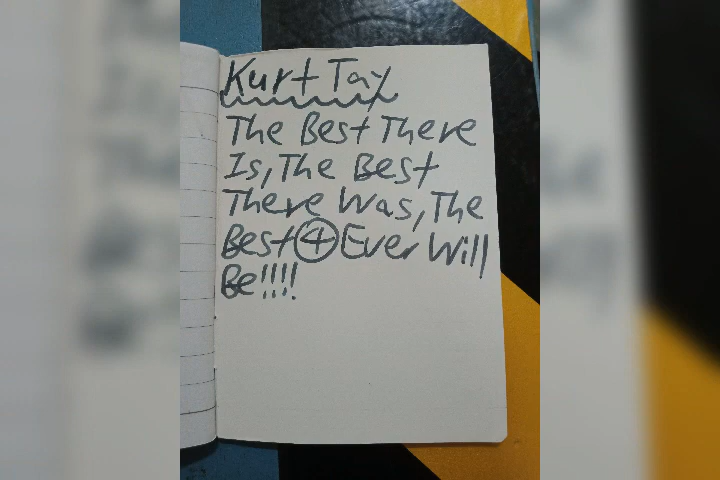 Kurt Tay
The Best There
Is, The Best
There Was, The
Best 4 Ever Will
Be!!!!